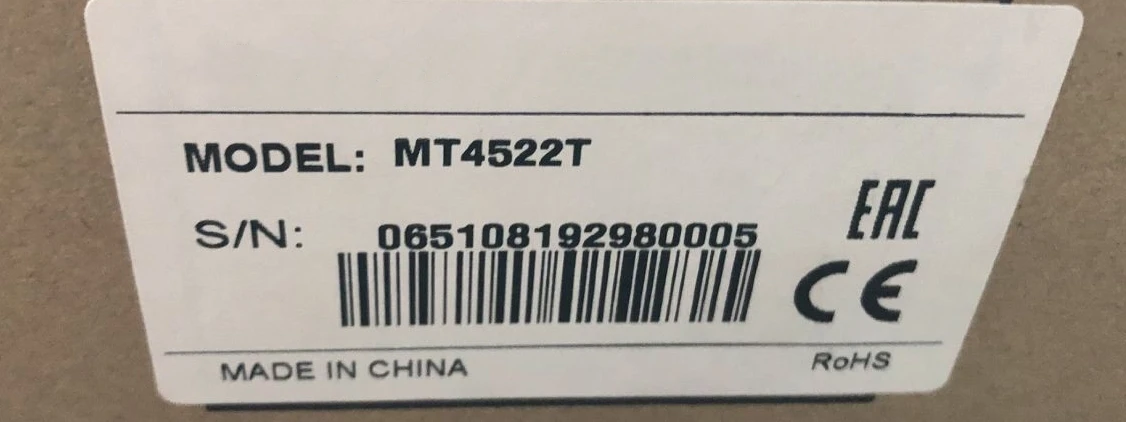 MODEL: MT4522T
S/N: 065108192980005
EAC
CE
MADE IN CHINA
RoHS